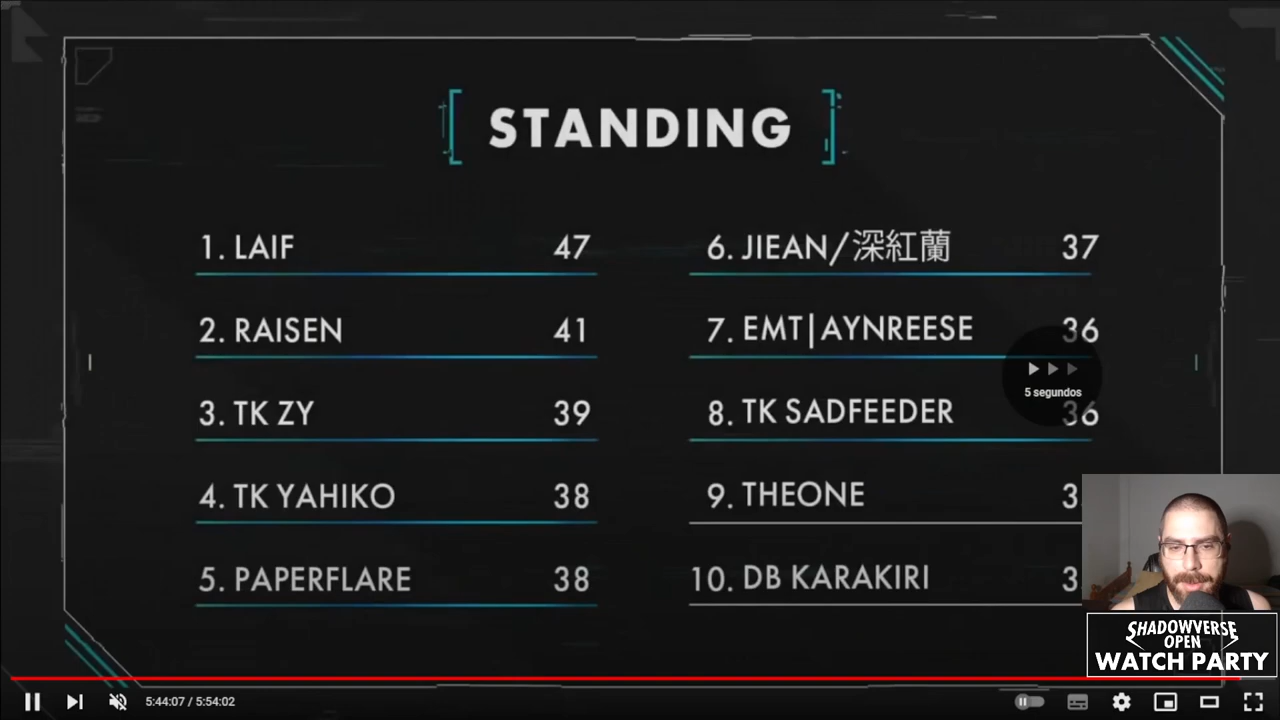 STANDING
1. LAIF 47
2. RAISEN 41
3. TK ZY 39
4. TK YAHIKO 38
5. PAPERFLARE 38
6. JIEAN/深紅蘭 37
7. EMT|AYNREESE 36
8. TK SADFEEDER 36
9. THEONE
10. DB KARAKIRI
5 segundos
SHADOWVERSE
OPEN
WATCH PARTY
5:44:07 / 5:54:02